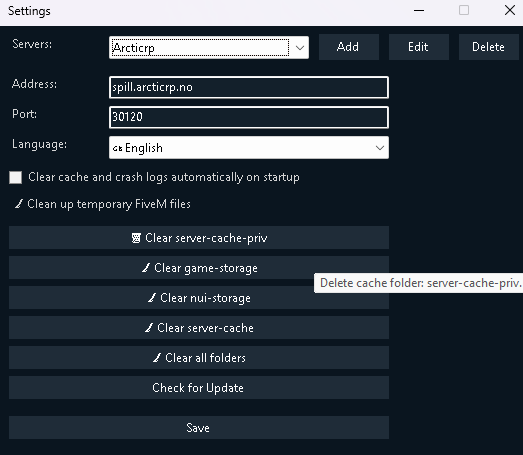 Settings
Servers:
Arcticrp
Add
Edit
Delete
Address:
spill.arcticrp.no
Port:
30120
Language:
GB English
Clear cache and crash logs automatically on startup
Clean up temporary FiveM files
Clear server-cache-priv
Clear game-storage
Delete cache folder: server-cache-priv.
Clear nui-storage
Clear server-cache
Clear all folders
Check for Update
Save